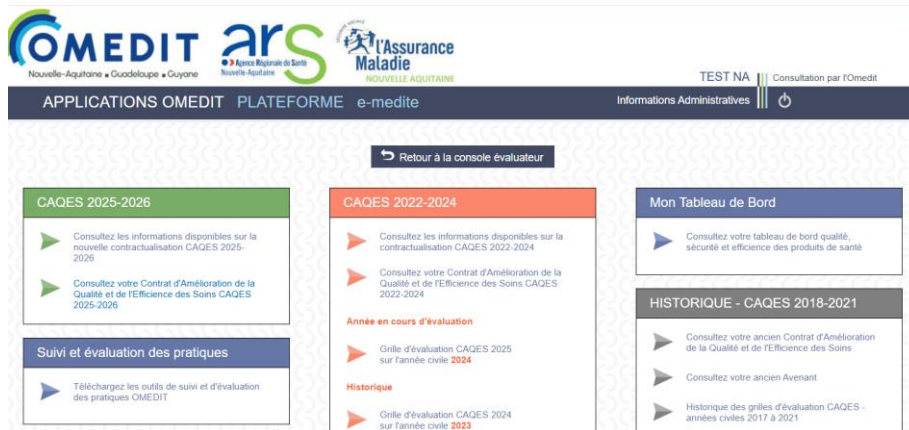 OMEDIT
Nouvelle-Aquitaine Guadeloupe Guyane
ars
Agence Régionale de Santé
Nouvelle-Aquitaine
l'Assurance
Maladie
NOUVELLE AQUITAINE
TEST NA
Consultation par l'Omedit
APPLICATIONS OMEDIT PLATEFORME e-medite
Informations Administratives
Retour à la console évaluateur
CAQES 2025-2026
Consultez les informations disponibles sur la
nouvelle contractualisation CAQES 2025-
2026
Consultez votre Contrat d'Amélioration de la
Qualité et de l'Efficience des Soins CAQES
2025-2026
Suivi et évaluation des pratiques
Téléchargez les outils de suivi et d'évaluation
des pratiques OMEDIT
CAQES 2022-2024
Consultez les informations disponibles sur la
contractualisation CAQES 2022-2024
Consultez votre Contrat d'Amélioration de la
Qualité et de l'Efficience des Soins CAQES
2022-2024
Année en cours d'évaluation
Grille d'évaluation CAQES 2025
sur l'année civile 2024
Historique
Grille d'évaluation CAQES 2024
sur l'année civile 2023
Mon Tableau de Bord
Consultez votre tableau de bord qualité,
sécurité et efficience des produits de santé
HISTORIQUE - CAQES 2018-2021
Consultez votre ancien Contrat d'Amélioration
de la Qualité et de l'Efficience des Soins
Consultez votre ancien Avenant
Historique des grilles d'évaluation CAQES -
années civiles 2017 à 2021